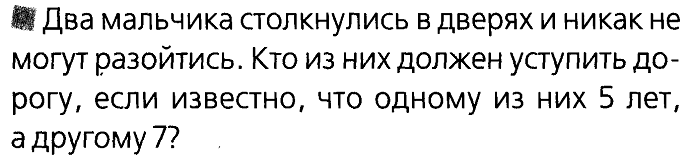 Два мальчика столкнулись в дверях и никак не
могут разойтись. Кто из них должен уступить до-
рогу, если известно, что одному из них 5 лет,
а другому 7?